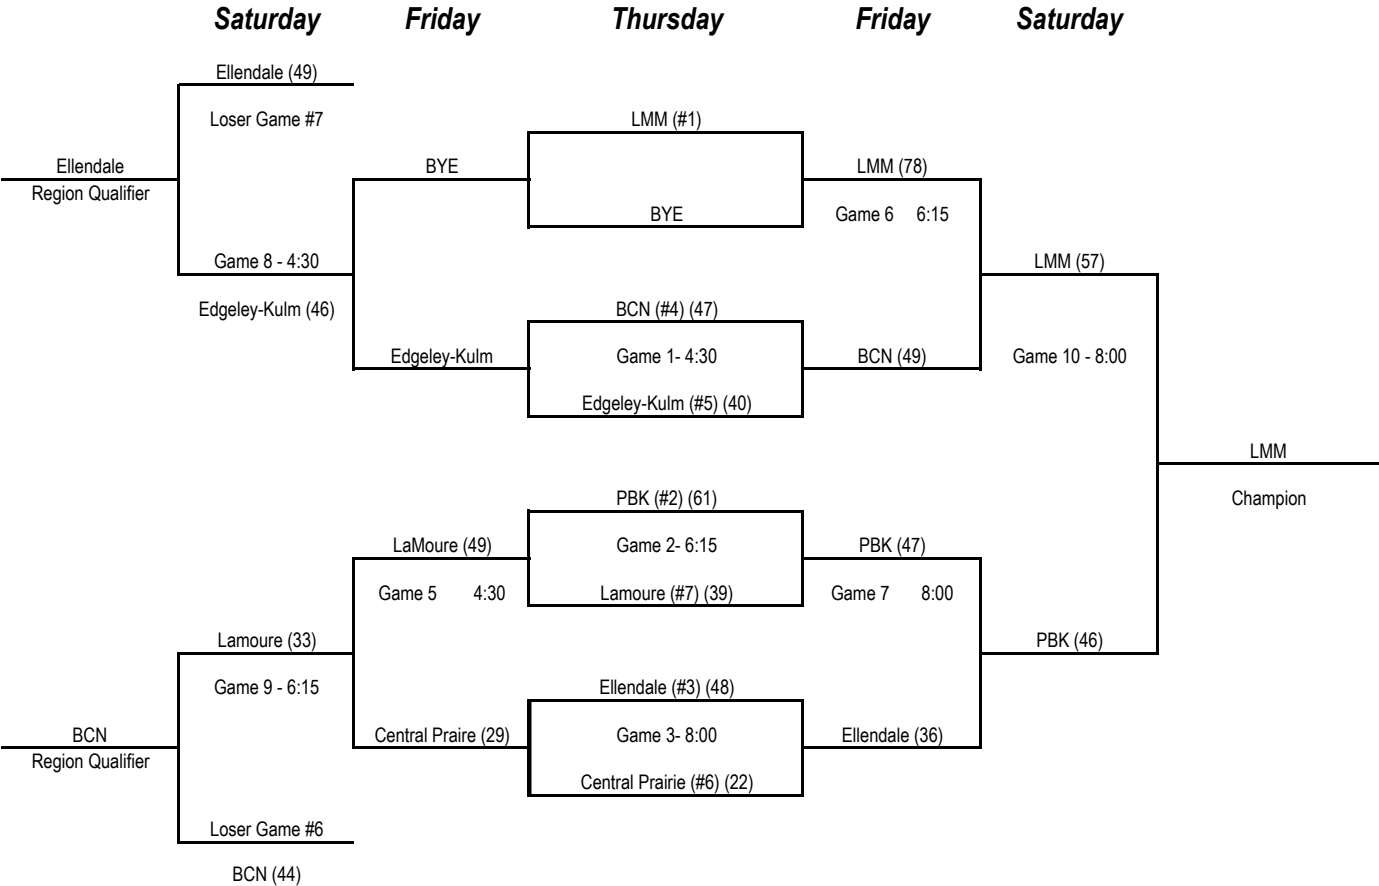 Saturday Friday Thursday Friday Saturday
Ellendale (49)
Loser Game #7 LMM (#1)
Ellendale BYE LMM (78)
Region Qualifier BYE Game 6 6:15
Game 8 - 4:30 LMM (57)
Edgeley-Kulm (46) BCN (#4) (47)
Edgeley-Kulm Game 1- 4:30 BCN (49) Game 10 - 8:00
Edgeley-Kulm (#5) (40)
LMM
PBK (#2) (61) Champion
LaMoure (49) Game 2- 6:15 PBK (47)
Game 5 4:30 Lamoure (#7) (39) Game 7 8:00
Lamoure (33) PBK (46)
Game 9 - 6:15 Ellendale (#3) (48)
BCN Central Praire (29) Game 3- 8:00 Ellendale (36)
Region Qualifier
Central Prairie (#6) (22)
Loser Game #6
BCN (44)